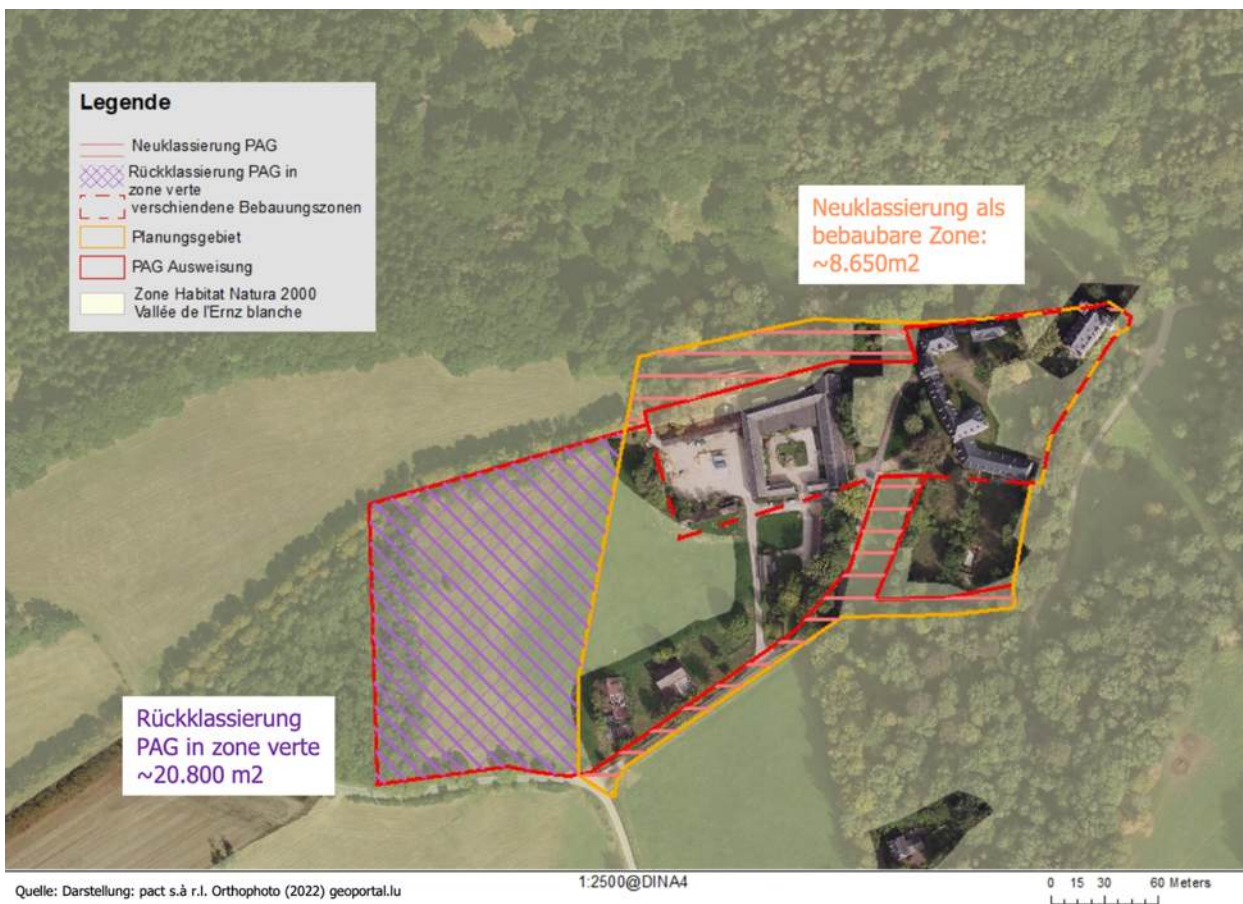 Legende
Neuklassierung PAG
Rückklassierung PAG in
zone verte
verschiendene Bebauungszonen
Planungsgebiet
PAG Ausweisung
Zone Habitat Natura 2000
Vallée de l'Ernz blanche
Neuklassierung als
bebaubare Zone:
~8.650m2
Rückklassierung
PAG in zone verte
~20.800 m2
Quelle: Darstellung: pact s.à r.l. Orthophoto (2022) geoportal.lu
1:2500@DINA4
0 15 30 60 Meters